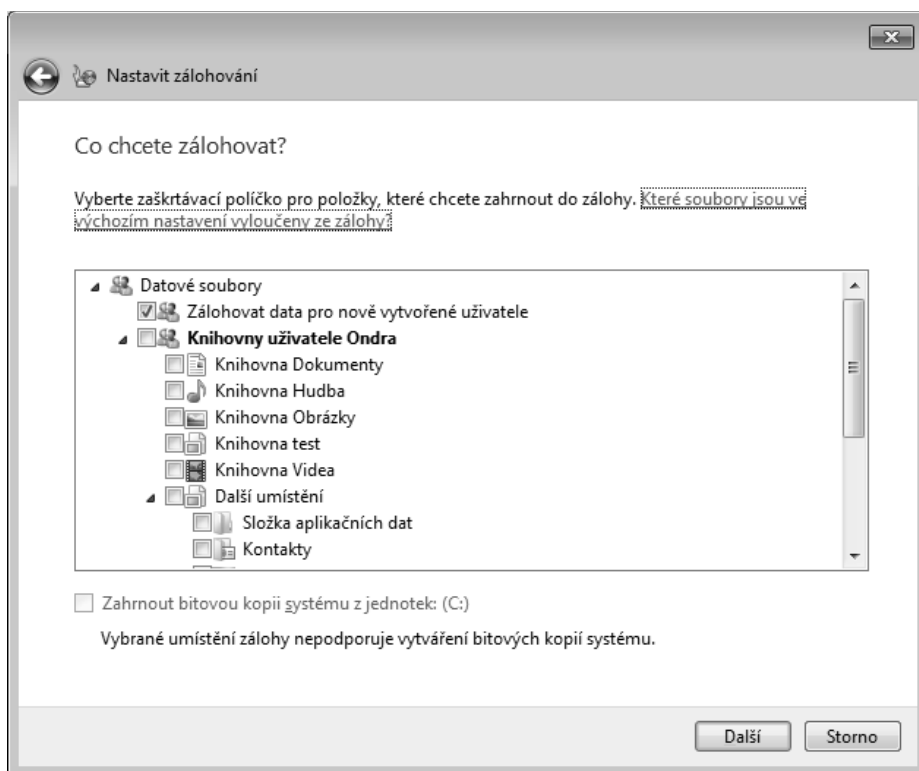 Nastavit zálohování
Co chcete zálohovat?
Vyberte zaškrtávací políčko pro položky, které chcete zahrnout do zálohy. Které soubory jsou ve
výchozím nastavení vyloučeny ze zálohy?
Datové soubory
Zálohovat data pro nově vytvořené uživatele
Knihovny uživatele Ondra
Knihovna Dokumenty
Knihovna Hudba
Knihovna Obrázky
Knihovna test
Knihovna Videa
Další umístění
Složka aplikačních dat
Kontakty
Zahrnout bitovou kopii systému z jednotek: (C:)
Vybrané umístění zálohy nepodporuje vytváření bitových kopií systému.
Další
Storno